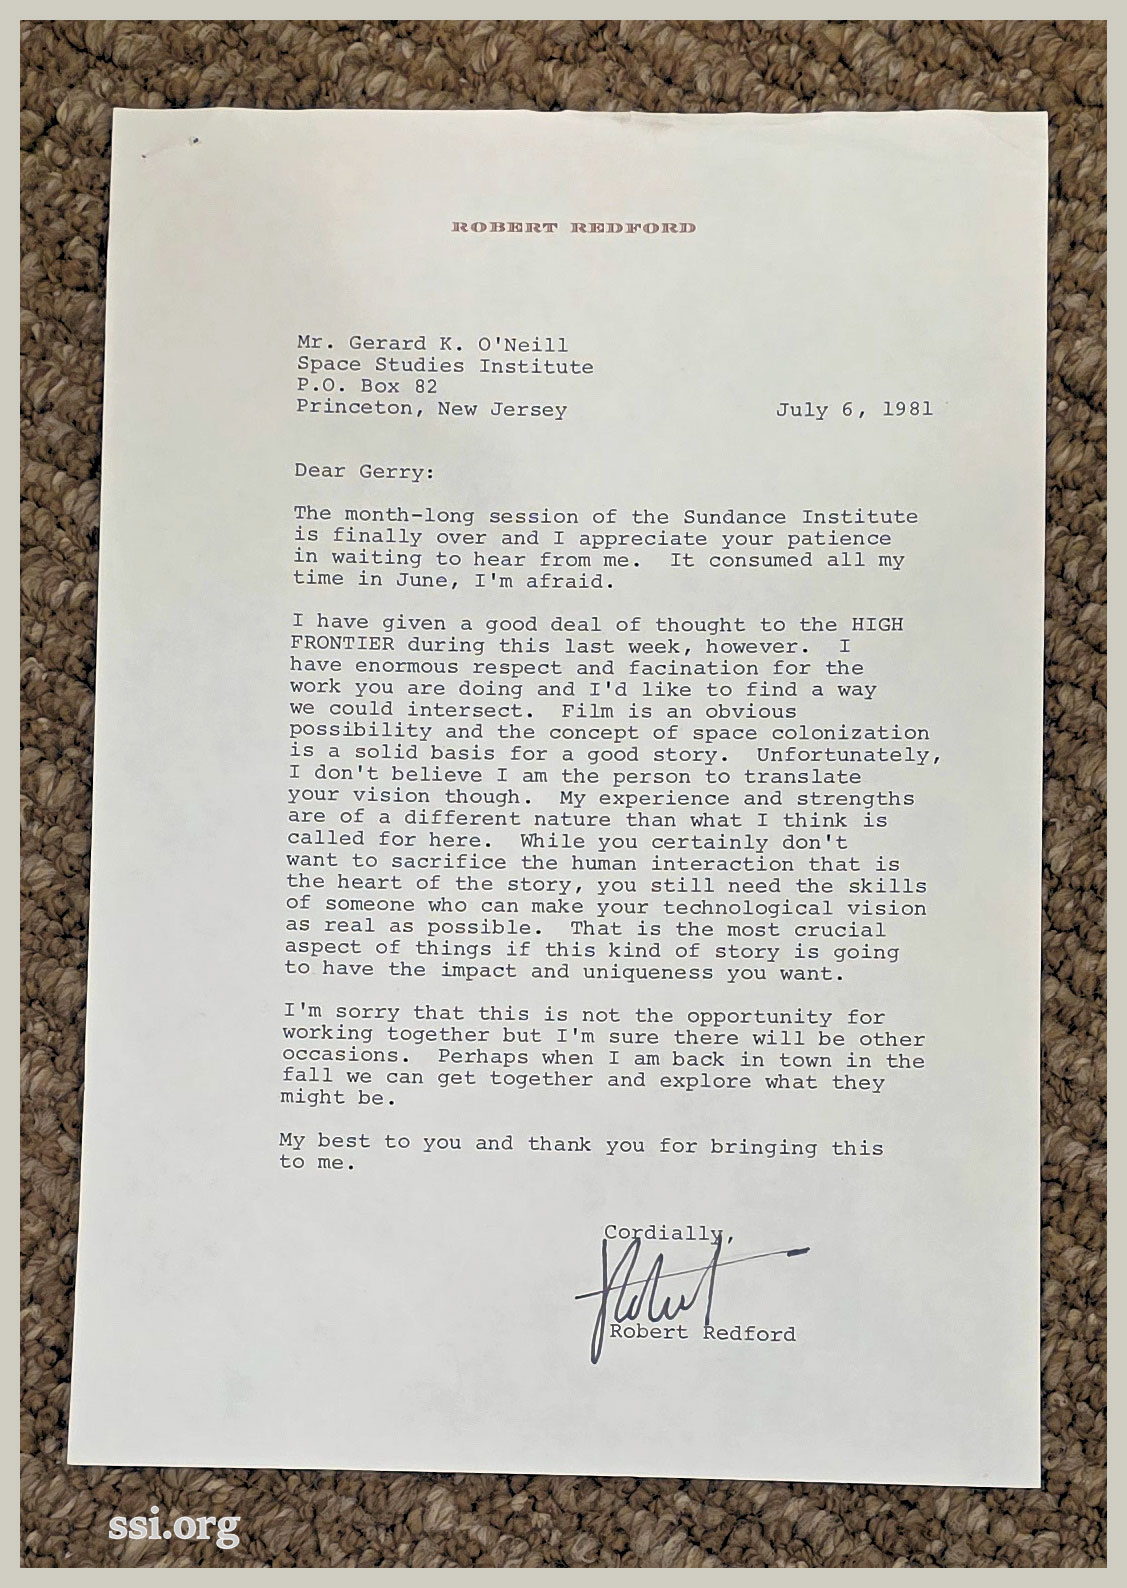 ROBERT REDFORD
Mr. Gerard K. O'Neill
Space Studies Institute
P.O. Box 82
Princeton, New Jersey July 6, 1981
Dear Gerry:
The month-long session of the Sundance Institute
is finally over and I appreciate your patience
in waiting to hear from me. It consumed all my
time in June, I'm afraid.
I have given a good deal of thought to the HIGH
FRONTIER during this last week, however. I
have enormous respect and facination for the
work you are doing and I'd like to find a way
we could intersect. Film is an obvious
possibility and the concept of space colonization
is a solid basis for a good story. Unfortunately,
I don't believe I am the person to translate
your vision though. My experience and strengths
are of a different nature than what I think is
called for here. While you certainly don't
want to sacrifice the human interaction that is
the heart of the story, you still need the skills
of someone who can make your technological vision
as real as possible. That is the most crucial
aspect of things if this kind of story is going
to have the impact and uniqueness you want.
I'm sorry that this is not the opportunity for
working together but I'm sure there will be other
occasions. Perhaps when I am back in town in the
fall we can get together and explore what they
might be.
My best to you and thank you for bringing this
to me.
Cordially,
Robert
Robert Redford
ssi.org